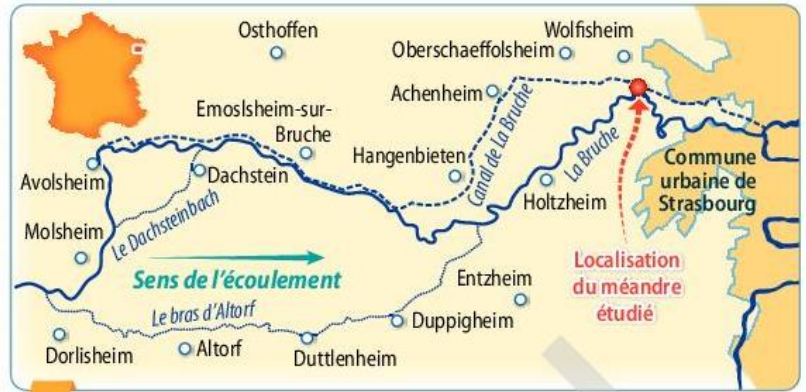 Osthoffen
Wolfisheim
Oberschaeffolsheim
Achenheim
Emoslsheim-sur-
Bruche
Hangenbieten
Canal de La Bruche
La Bruche
Commune
urbaine de
Strasbourg
Avolsheim
Dachstein
Holtzheim
Le Dachsteinbach
Molsheim
Sens de l'écoulement
Localisation
du méandre
étudié
Entzheim
Le bras d'Altorf
Duppigheim
Dorlisheim
Altorf
Duttlenheim